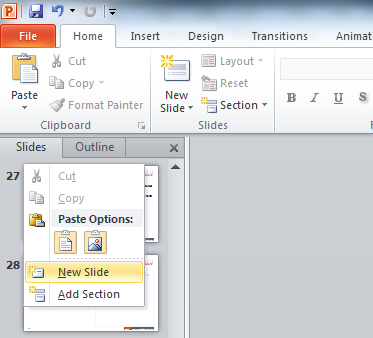 P
File Home Insert Design Transitions Animat
Paste
Cut
Copy
Format Painter
Clipboard
New
Slide
Layout
Reset
Section
Slides
B I U S
Slides Outline
27
28
Cut
Copy
Paste Options:
New Slide
Add Section